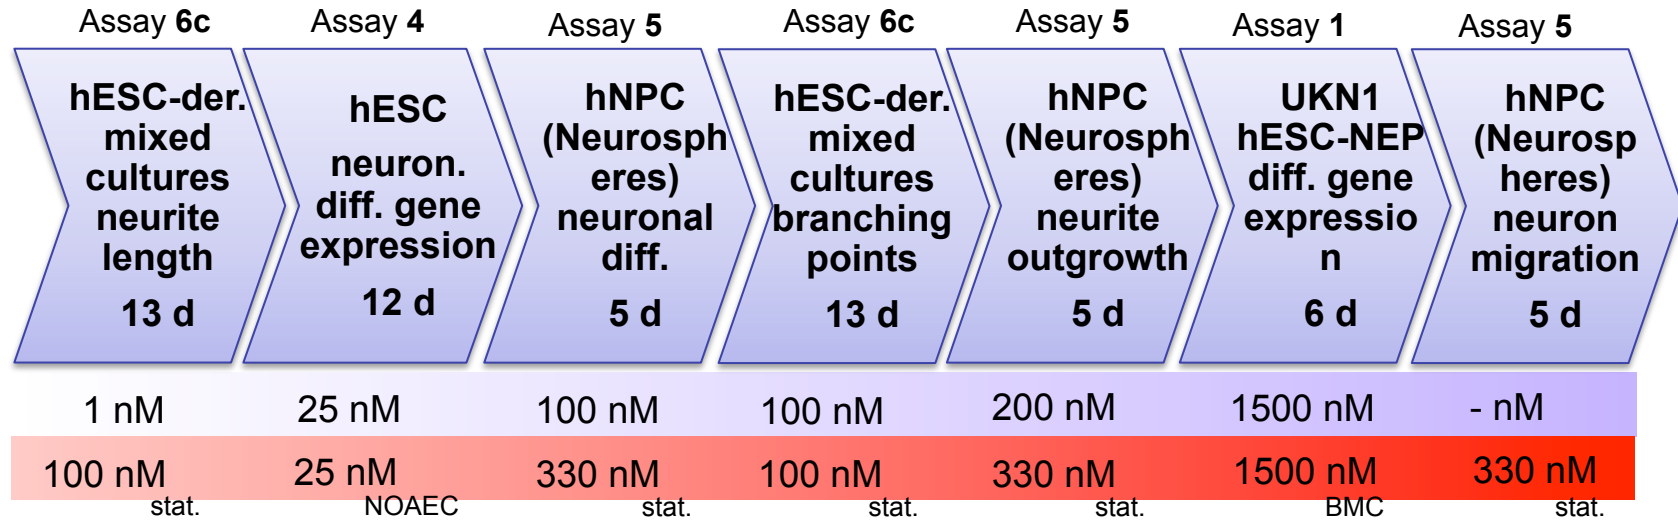 Assay 6c
Assay 4
Assay 5
Assay 6c
Assay 5
Assay 1
Assay 5
hESC-der.
mixed
cultures
neurite
length
13 d
hESC
neuron.
diff. gene
expression
12 d
hNPC
(Neurosph
eres)
neuronal
diff.
5 d
hESC-der.
mixed
cultures
branching
points
13 d
hNPC
(Neurosph
eres)
neurite
outgrowth
5 d
UKN1
hESC-NEP
diff. gene
expressio
n
6 d
hNPC
(Neurosp
heres)
neuron
migration
5 d
1 nM
25 nM
100 nM
100 nM
200 nM
1500 nM
- nM
100 nM stat.
25 nM NOAEC
330 nM stat.
100 nM stat.
330 nM stat.
1500 nM BMC
330 nM stat.